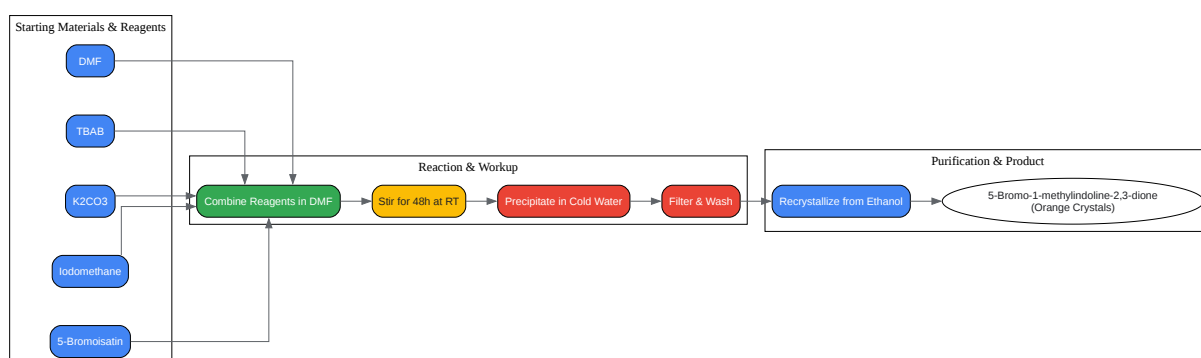 Starting Materials & Reagents
DMF
TBAB
K2CO3
Iodomethane
5-Bromoisatin
Reaction & Workup
Combine Reagents in DMF
Stir for 48h at RT
Precipitate in Cold Water
Filter & Wash
Purification & Product
Recrystallize from Ethanol
5-Bromo-1-methylindoline-2,3-dione
(Orange Crystals)